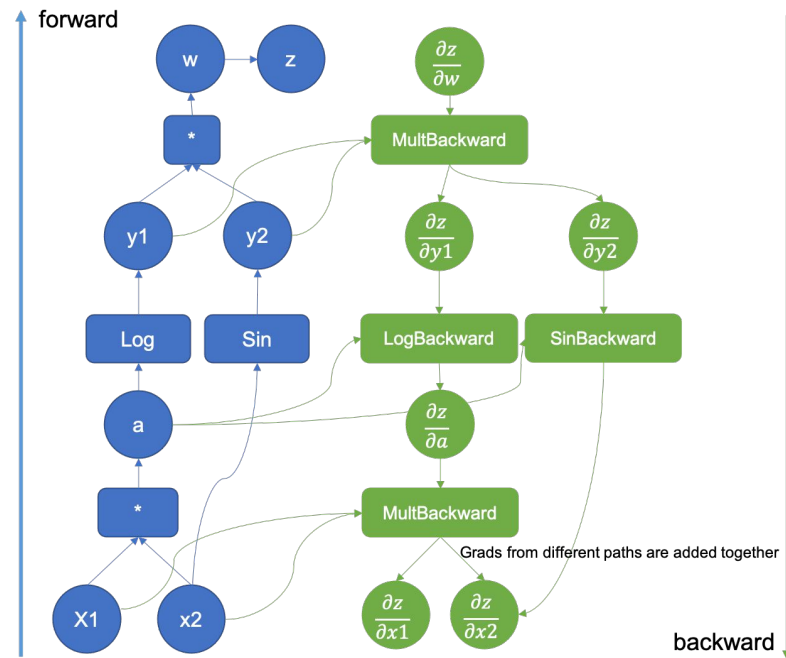 forward
w
z
∂z
∂w
*
MultBackward
y1
y2
∂z
∂y1
∂z
∂y2
Log
Sin
LogBackward
SinBackward
a
∂z
∂a
*
MultBackward
Grads from different paths are added together
X1
x2
∂z
∂x1
∂z
∂x2
backward